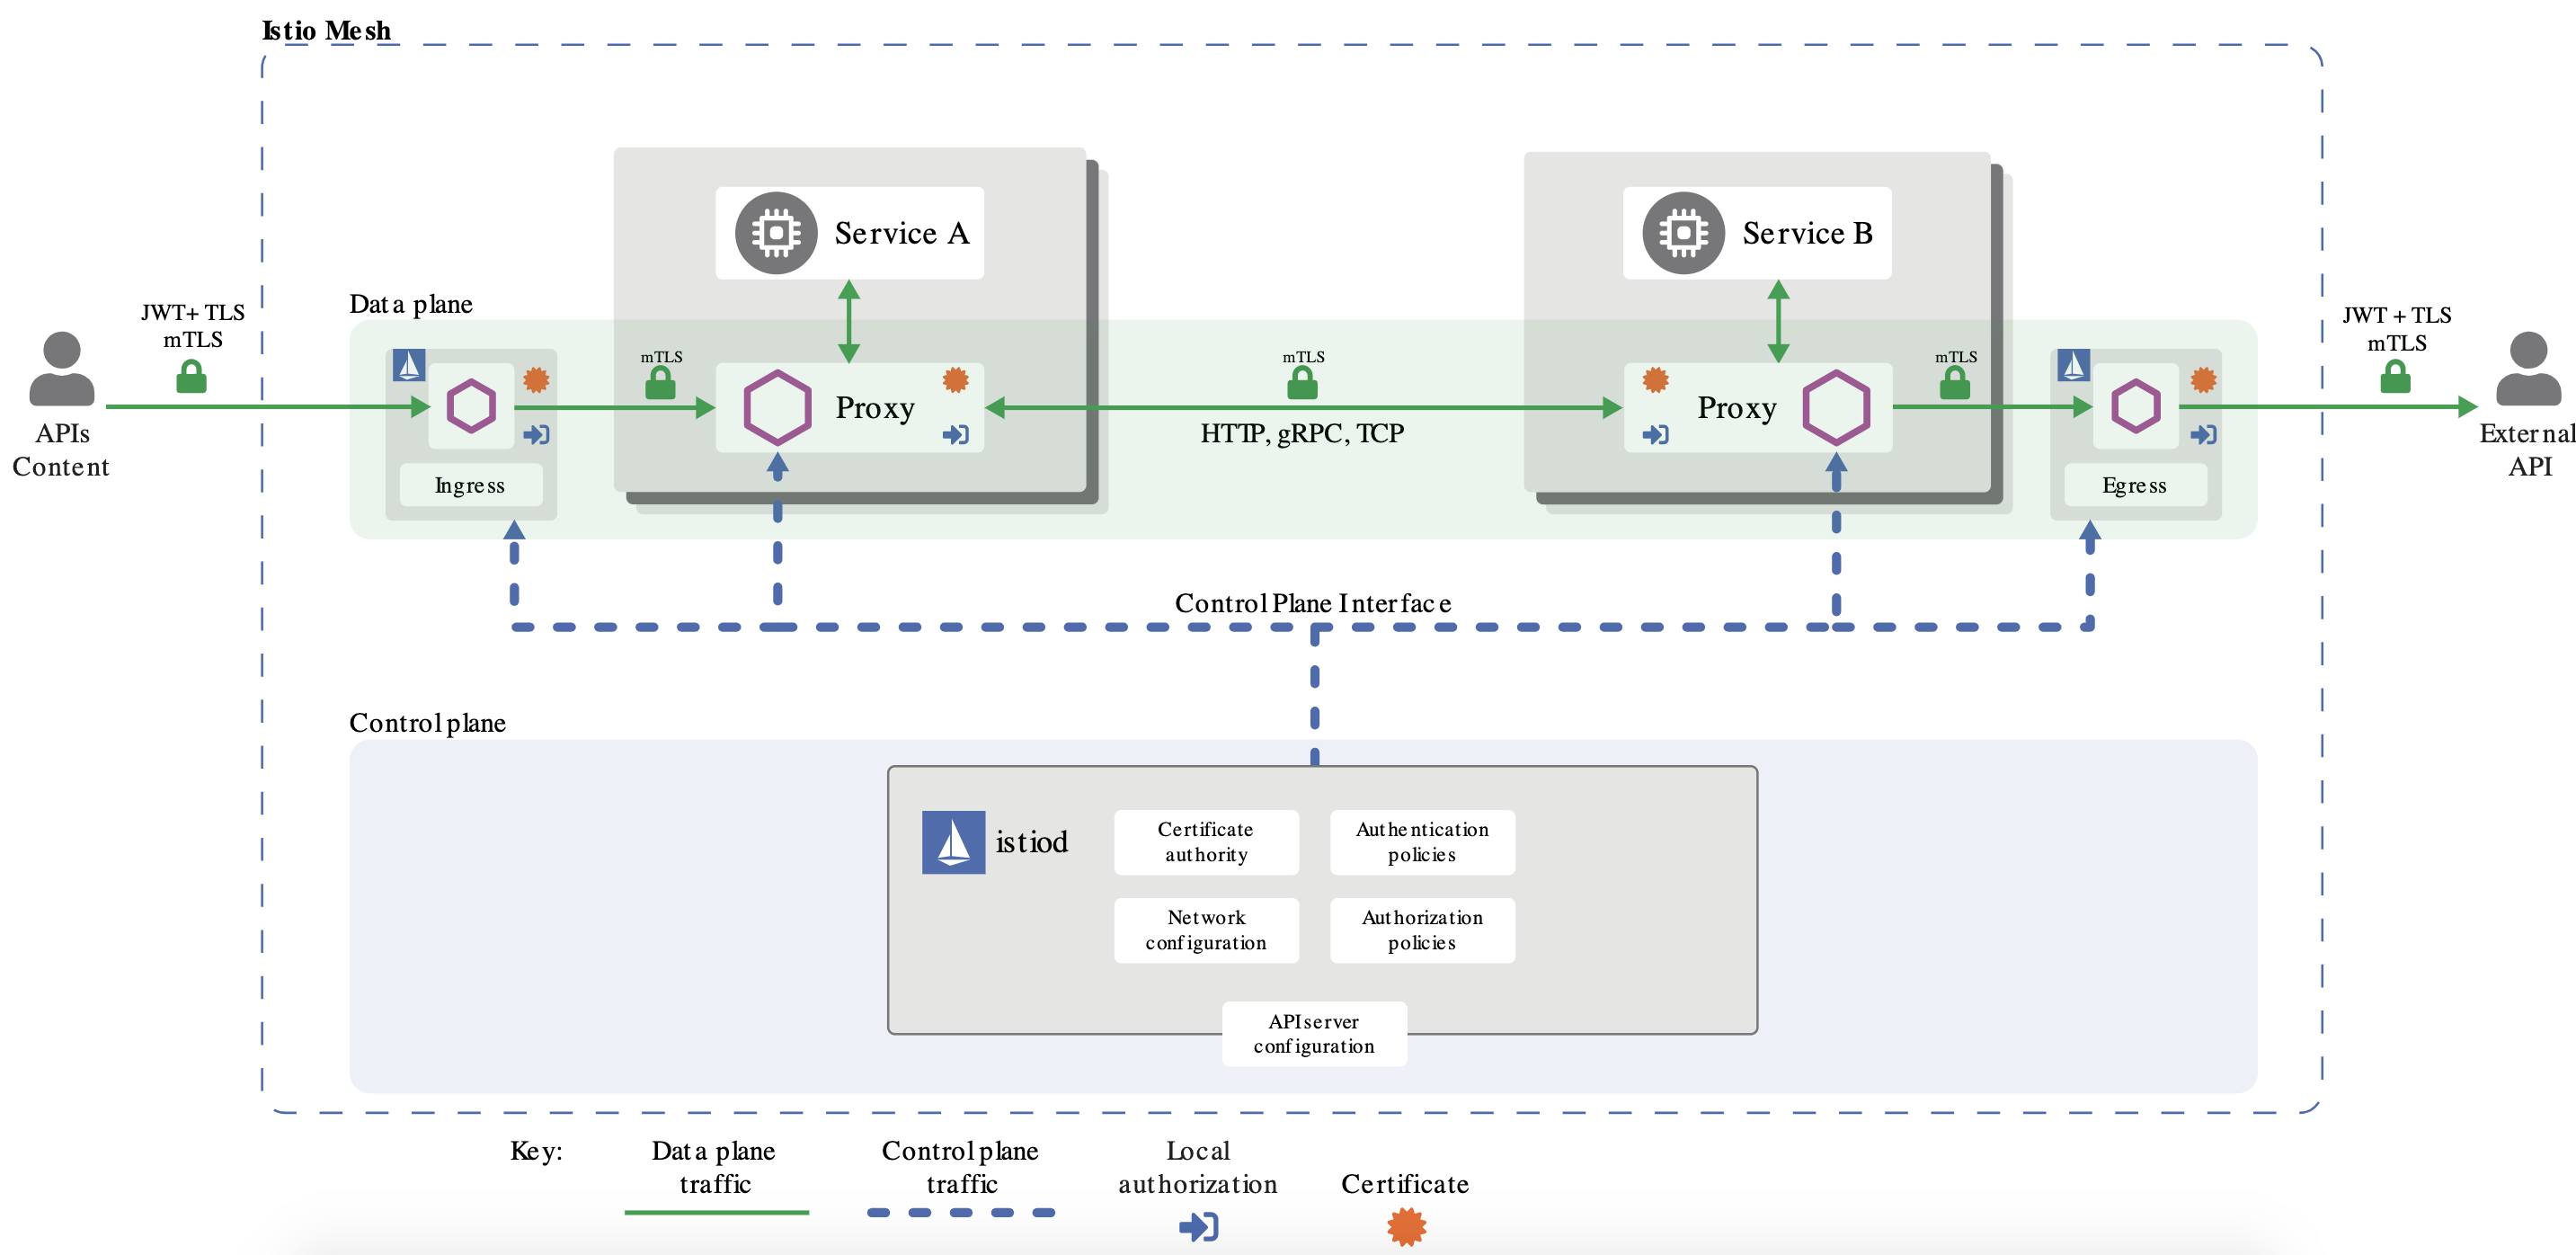 Istio Mesh
Service A
Service B
Data plane
JWT+ TLS
mTLS
JWT + TLS
mTLS
mTLS
mTLS
mTLS
Proxy
Proxy
HTTP, gRPC, TCP
APIs
Content
External
API
Ingress
Egress
Control Plane Interface
Control plane
istiod
Certificate
authority
Authentication
policies
Network
configuration
Authorization
policies
API server
configuration
Key:
Data plane
traffic
Control plane
traffic
Local
authorization
Certificate